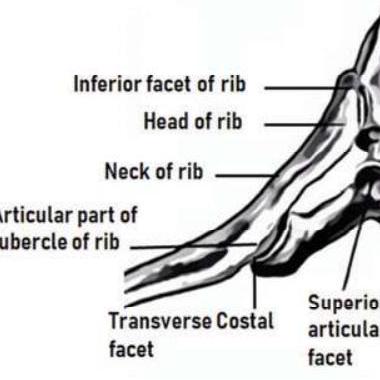 Inferior facet of rib
Head of rib
Neck of rib
Articular part of
ubercle of rib
Transverse Costal
facet
Superio
articula
facet